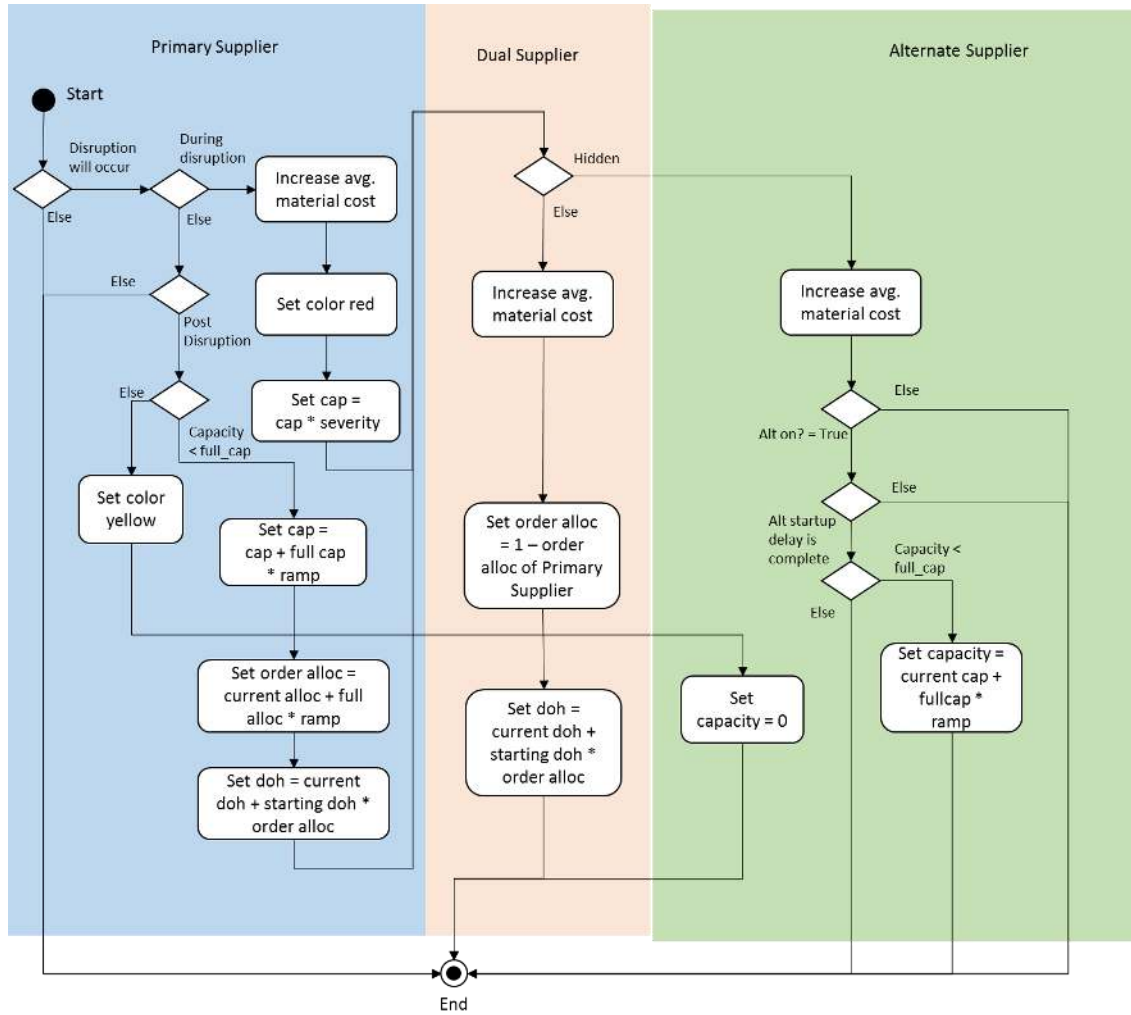 Primary Supplier
Dual Supplier
Alternate Supplier
Start
Disruption
will occur
Else
During
disruption
Else
Increase avg.
material cost
Set color red
Set cap =
cap * severity
Else
Post
Disruption
Else
Capacity
< full_cap
Set color
yellow
Set cap =
cap + full cap
* ramp
Set order alloc =
current alloc + full
alloc * ramp
Set doh = current
doh + starting doh *
order alloc
Hidden
Else
Increase avg.
material cost
Set order alloc
= 1 – order
alloc of Primary
Supplier
Set doh =
current doh +
starting doh *
order alloc
Increase avg.
material cost
Else
Alt on? = True
Else
Alt startup
delay is
complete
Capacity <
full_cap
Else
Set capacity =
current cap +
fullcap *
ramp
Set
capacity = 0
End